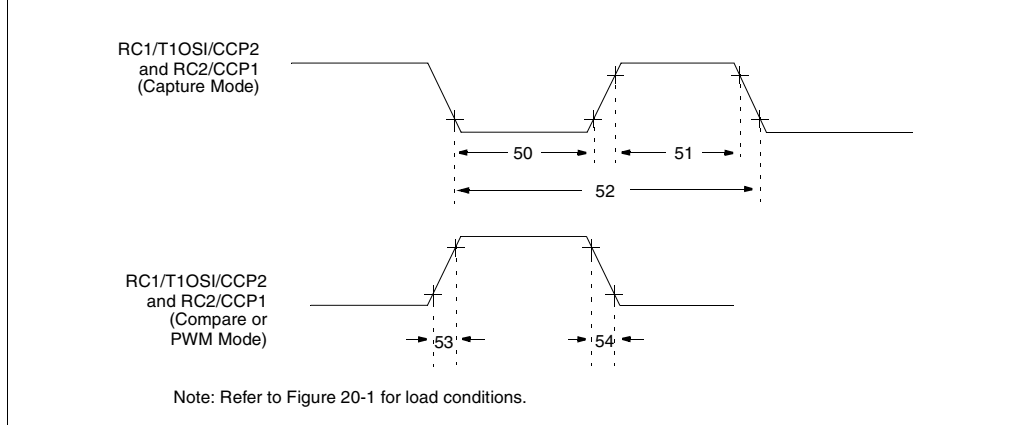 RC1/T1OSI/CCP2
and RC2/CCP1
(Capture Mode)
50
51
52
RC1/T1OSI/CCP2
and RC2/CCP1
(Compare or
PWM Mode)
53
54
Note: Refer to Figure 20-1 for load conditions.